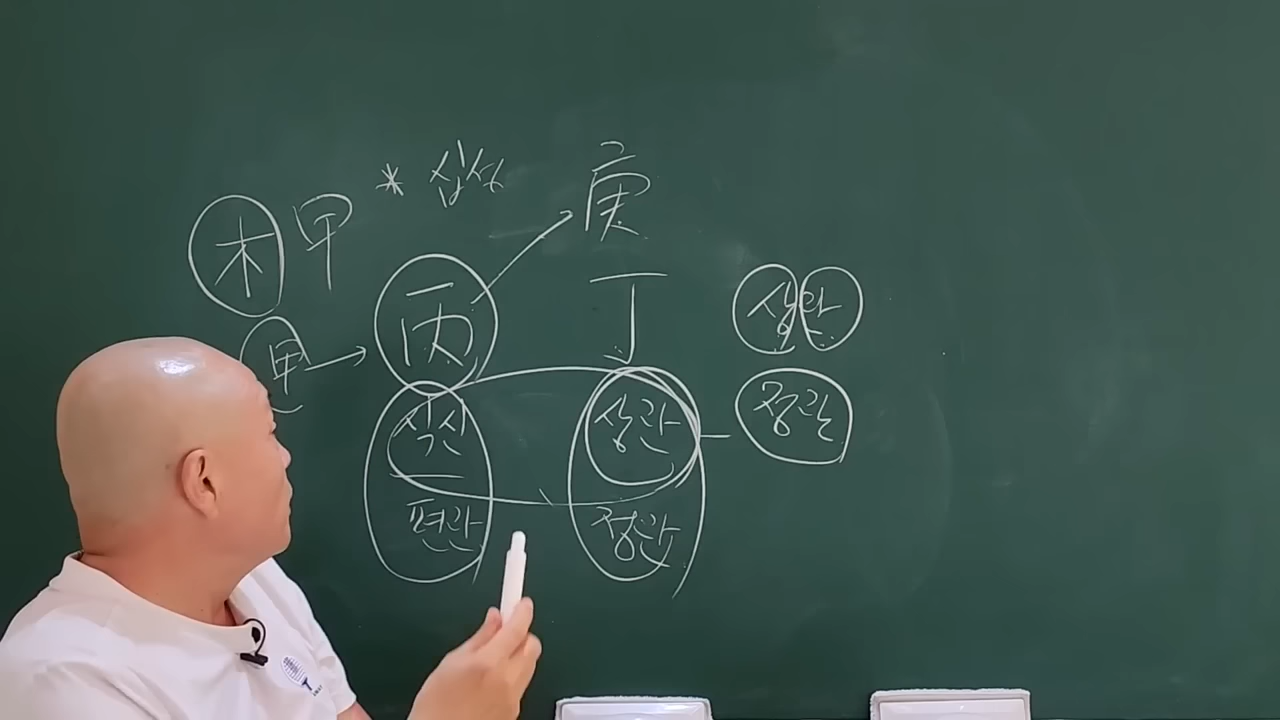 * 십성 庚
木 甲
丙 丁 상관
甲
식신 상관 정관
편관 정관